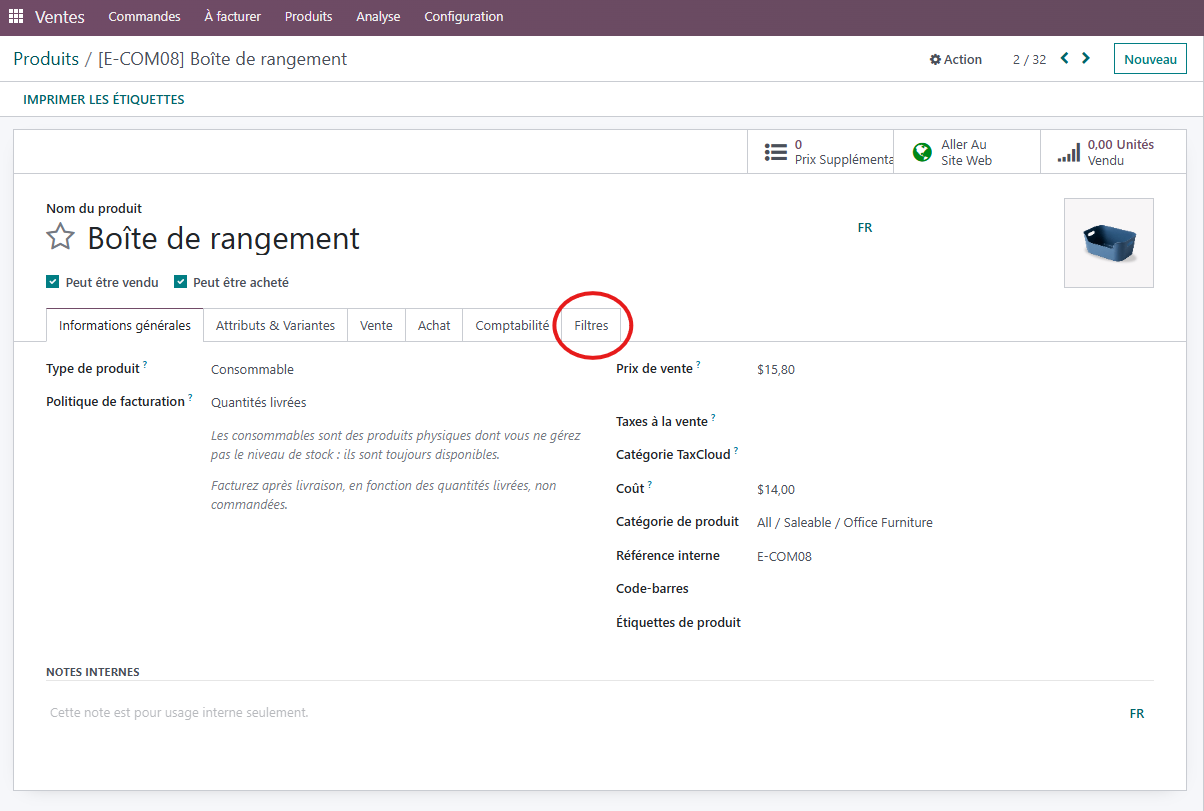 Ventes Commandes À facturer Produits Analyse Configuration
Produits / [E-COM08] Boîte de rangement Action 2 / 32 Nouveau
IMPRIMER LES ÉTIQUETTES
0
Prix Supplémenta
Aller Au
Site Web
0,00 Unités
Vendu
Nom du produit
Boîte de rangement FR
Peut être vendu Peut être acheté
Informations générales Attributs & Variantes Vente Achat Comptabilité Filtres
Type de produit ? Consommable
Politique de facturation ? Quantités livrées
Les consommables sont des produits physiques dont vous ne gérez
pas le niveau de stock : ils sont toujours disponibles.
Facturez après livraison, en fonction des quantités livrées, non
commandées.
Prix de vente ? $15,80
Taxes à la vente ?
Catégorie TaxCloud ?
Coût ? $14,00
Catégorie de produit All / Saleable / Office Furniture
Référence interne E-COM08
Code-barres
Étiquettes de produit
NOTES INTERNES
Cette note est pour usage interne seulement. FR